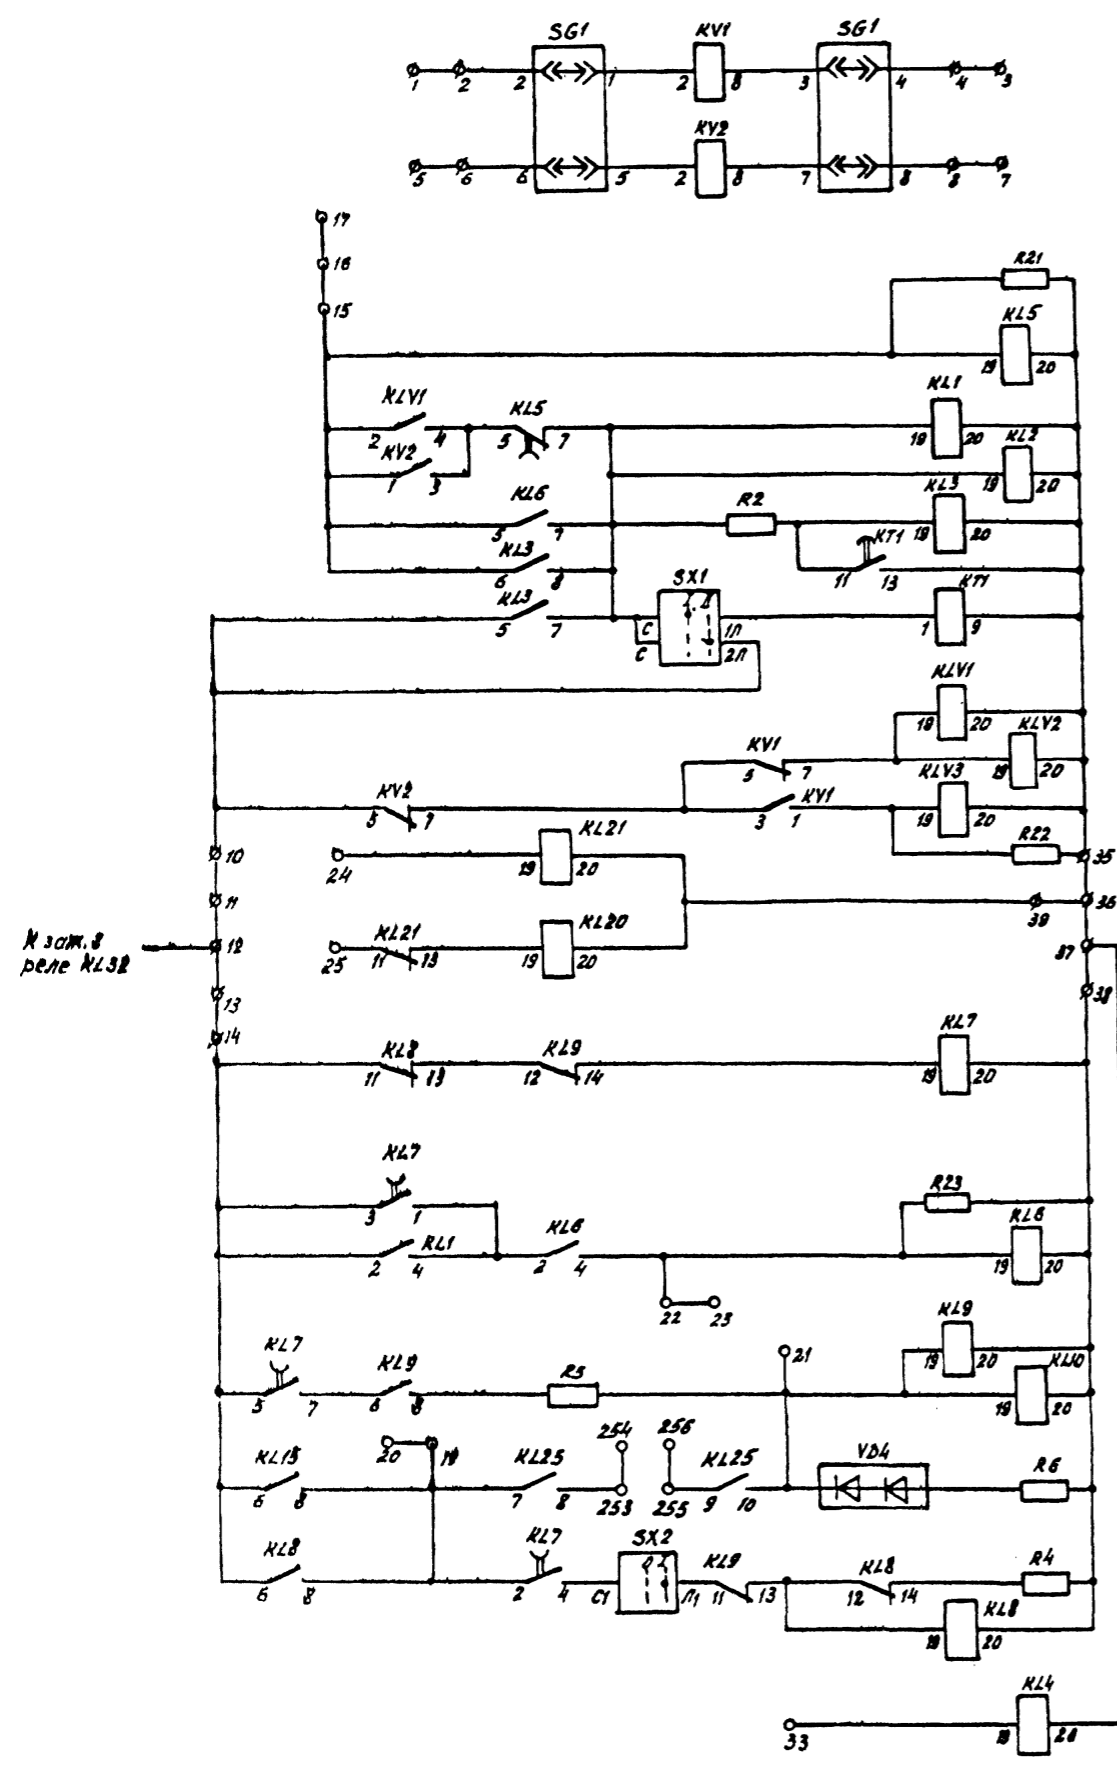 SG1 KV1 SG1
1 2 2 1 2 8 3 4 4 3
KV2
5 6 6 5 2 8 7 8 8 7
17
16
15
R21
KL5
19 20
KLV1 KL5 KL1
2 4 5 7 19 20
KV2 KL2
1 3 19 20
KL6 R2 KL3
5 7 19 20
KL3 KT1
6 8 11 13
KL3 SX1 KT1
5 7 С 1Л 1 9
С 2Л
KLV1
19 20
KV1 KLV2
5 7 19 20
KV2 KV1 KLV3
5 7 3 1 19 20
KL21 R22
10 24 19 20 35
11 39 36
К заж. 8
реле KL32
12 KL21 KL20 37
25 11 13 19 20
13 38
14
KL8 KL9 KL7
11 13 12 14 19 20
KL7 R23
3 1
KL1 KL6 KL6
2 4 2 4 19 20
22 23
KL9
21 19 20
KL7 KL9 R3 KL10
5 7 6 8 19 20
20 19 254 256
KL15 KL25 KL25 VD4 R6
6 8 7 8 253 255 9 10
KL8 KL7 SX2 KL9 KL8 R4
6 8 2 4 С1 Л1 11 13 12 14
KL8
19 20
KL4
33 19 20